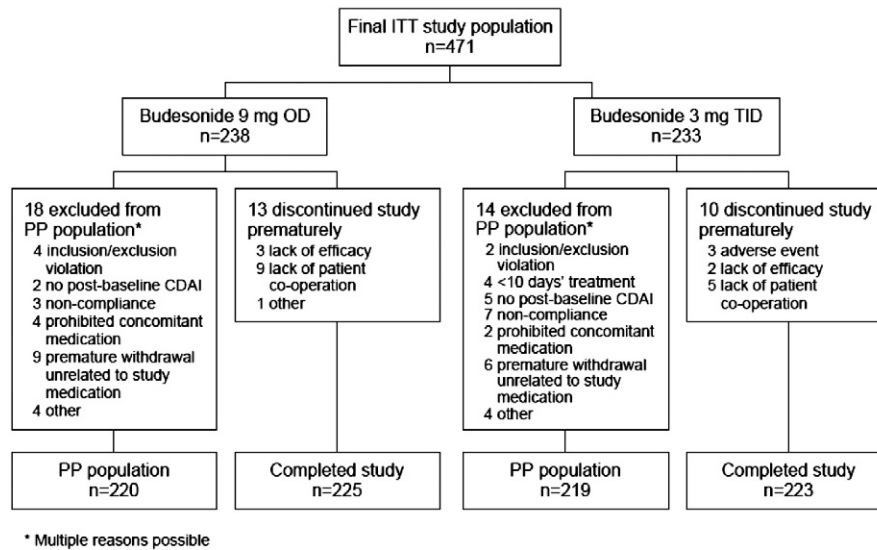 Final ITT study population
n=471
Budesonide 9 mg OD
n=238
Budesonide 3 mg TID
n=233
18 excluded from
PP population*
4 inclusion/exclusion
violation
2 no post-baseline CDAI
3 non-compliance
4 prohibited concomitant
medication
9 premature withdrawal
unrelated to study
medication
4 other
13 discontinued study
prematurely
3 lack of efficacy
9 lack of patient
co-operation
1 other
14 excluded from
PP population*
2 inclusion/exclusion
violation
4 <10 days' treatment
5 no post-baseline CDAI
7 non-compliance
2 prohibited concomitant
medication
6 premature withdrawal
unrelated to study
medication
4 other
10 discontinued study
prematurely
3 adverse event
2 lack of efficacy
5 lack of patient
co-operation
PP population
n=220
Completed study
n=225
PP population
n=219
Completed study
n=223
* Multiple reasons possible